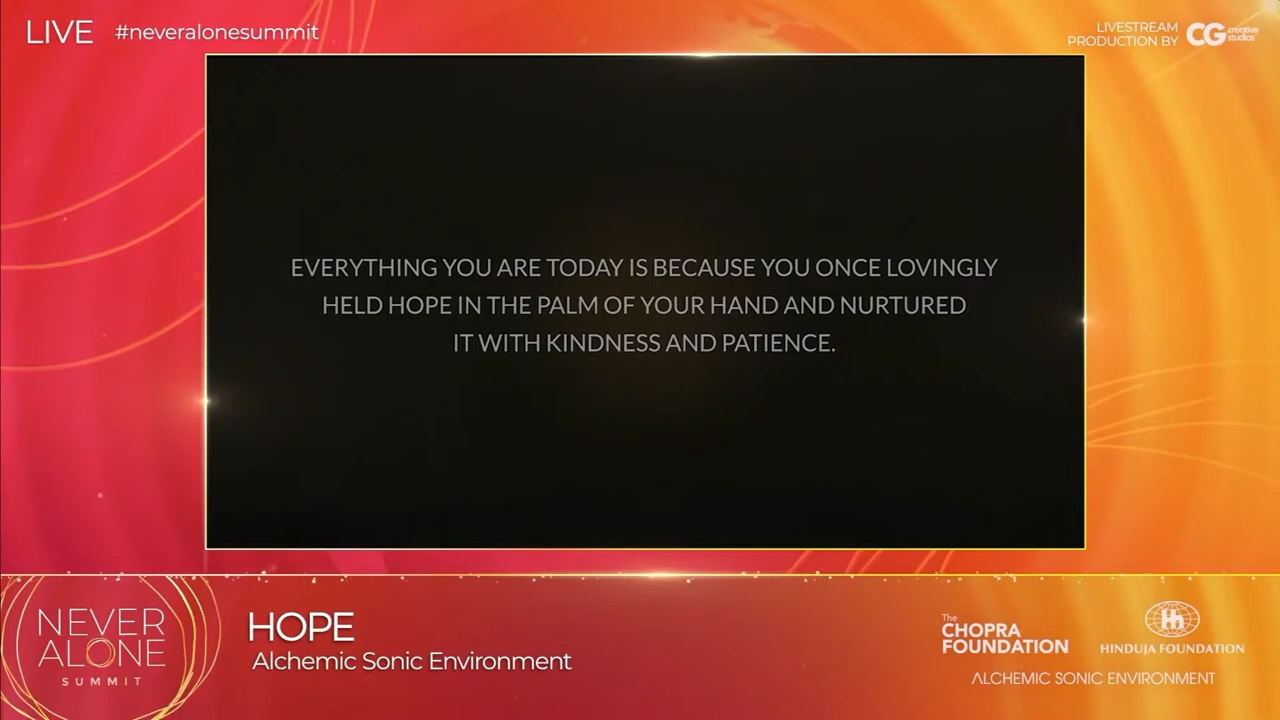 LIVE #neveralonesummit
LIVESTREAM
PRODUCTION BY CG creative studios
EVERYTHING YOU ARE TODAY IS BECAUSE YOU ONCE LOVINGLY
HELD HOPE IN THE PALM OF YOUR HAND AND NURTURED
IT WITH KINDNESS AND PATIENCE.
NEVER
ALONE
SUMMIT
HOPE
Alchemic Sonic Environment
The
CHOPRA
FOUNDATION
HINDUJA FOUNDATION
ALCHEMIC SONIC ENVIRONMENT